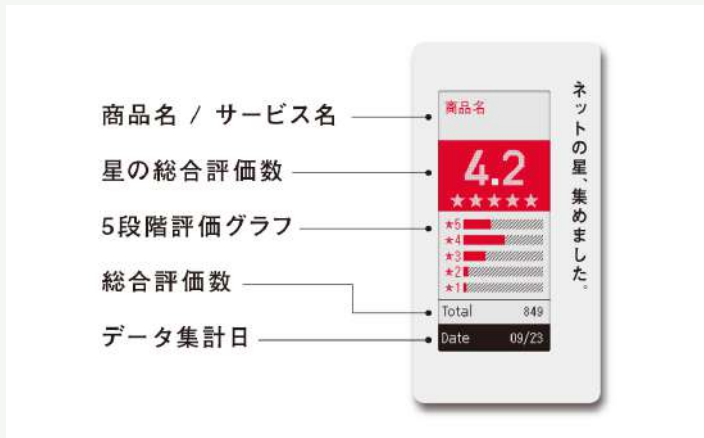 商品名 / サービス名
星の総合評価数
5段階評価グラフ
総合評価数
データ集計日
商品名
4.2
★★★★★
★5
★4
★3
★2
★1
Total 849
Date 09/23
ネットの星、集めました。